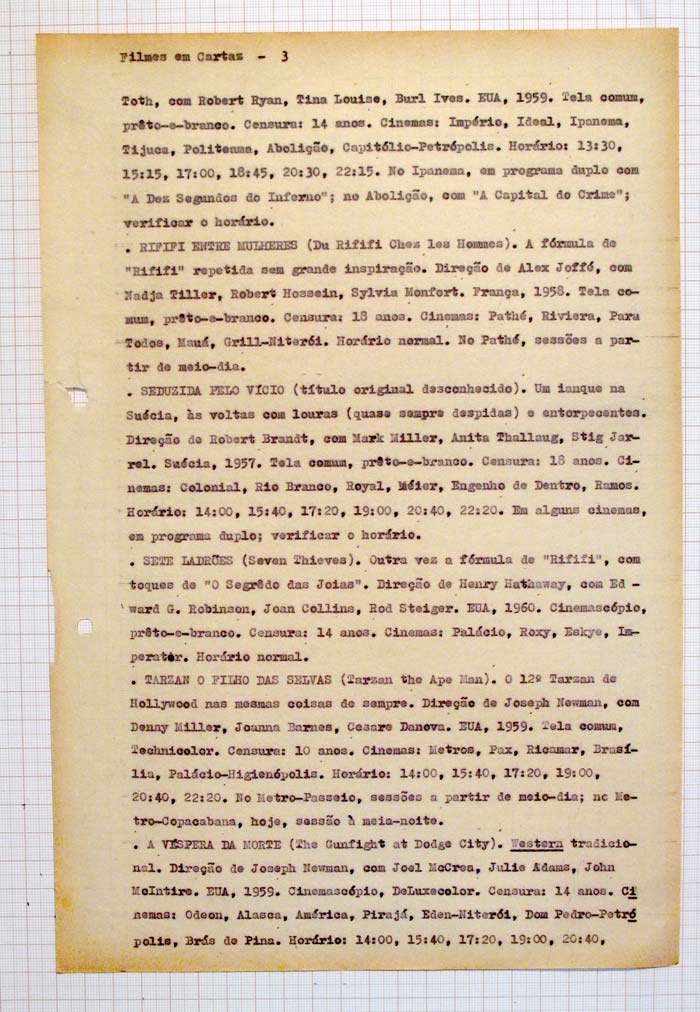 Filmes em Cartaz - 3
Toth, com Robert Ryan, Tina Louise, Burl Ives. EUA, 1959. Tela comum,
prêto-e-branco. Censura: 14 anos. Cinemas: Império, Ideal, Ipanema,
Tijuca, Politeama, Abolição, Capitólio-Petrópolis. Horário: 13:30,
15:15, 17:00, 18:45, 20:30, 22:15. No Ipanema, em programa duplo com
"A Dez Segundos do Inferno"; no Abolição, com "A Capital do Crime";
verificar o horário.
. RIFIFI ENTRE MULHERES (Du Rififi Chez les Hommes). A fórmula de
"Rififi" repetida sem grande inspiração. Direção de Alex Joffé, com
Nadja Tiller, Robert Hossein, Sylvia Monfort. França, 1958. Tela co-
mum, prêto-e-branco. Censura: 18 anos. Cinemas: Pathé, Riviera, Para
Todos, Mauá, Grill-Niterói. Horário normal. No Pathé, sessões a par-
tir de meio-dia.
. SEDUZIDA PELO VÍCIO (título original desconhecido). Um ianque na
Suécia, às voltas com louras (quase sempre despidas) e entorpecentes.
Direção de Robert Brandt, com Mark Miller, Anita Thallaug, Stig Jar-
rel. Suécia, 1957. Tela comum, prêto-e-branco. Censura: 18 anos. Ci-
nemas: Colonial, Rio Branco, Royal, Méier, Engenho de Dentro, Ramos.
Horário: 14:00, 15:40, 17:20, 19:00, 20:40, 22:20. Em alguns cinemas,
em programa duplo; verificar o horário.
. SETE LADRÕES (Seven Thieves). Outra vez a fórmula de "Rififi", com
toques de "O Segrêdo das Joias". Direção de Henry Hathaway, com Ed -
ward G. Robinson, Joan Collins, Rod Steiger. EUA, 1960. Cinemascópio,
prêto-e-branco. Censura: 14 anos. Cinemas: Palácio, Roxy, Eskye, Im-
perator. Horário normal.
. TARZAN O FILHO DAS SELVAS (Tarzan the Ape Man). O 12º Tarzan de
Hollywood nas mesmas coisas de sempre. Direção de Joseph Newman, com
Denny Miller, Joanna Barnes, Cesare Danova. EUA, 1959. Tela comum,
Technicolor. Censura: 10 anos. Cinemas: Metros, Pax, Ricamar, Brasí-
lia, Palácio-Higienópolis. Horário: 14:00, 15:40, 17:20, 19:00,
20:40, 22:20. No Metro-Passeio, sessões a partir de meio-dia; no Me-
tro-Copacabana, hoje, sessão à meia-noite.
. A VÉSPERA DA MORTE (The Gunfight at Dodge City). Western tradicio-
nal. Direção de Joseph Newman, com Joel McCrea, Julie Adams, John
McIntire. EUA, 1959. Cinemascópio, DeLuxecolor. Censura: 14 anos. Ci
nemas: Odeon, Alasca, América, Pirajá, Eden-Niterói, Dom Pedro-Petró
polis, Brás de Pina. Horário: 14:00, 15:40, 17:20, 19:00, 20:40,